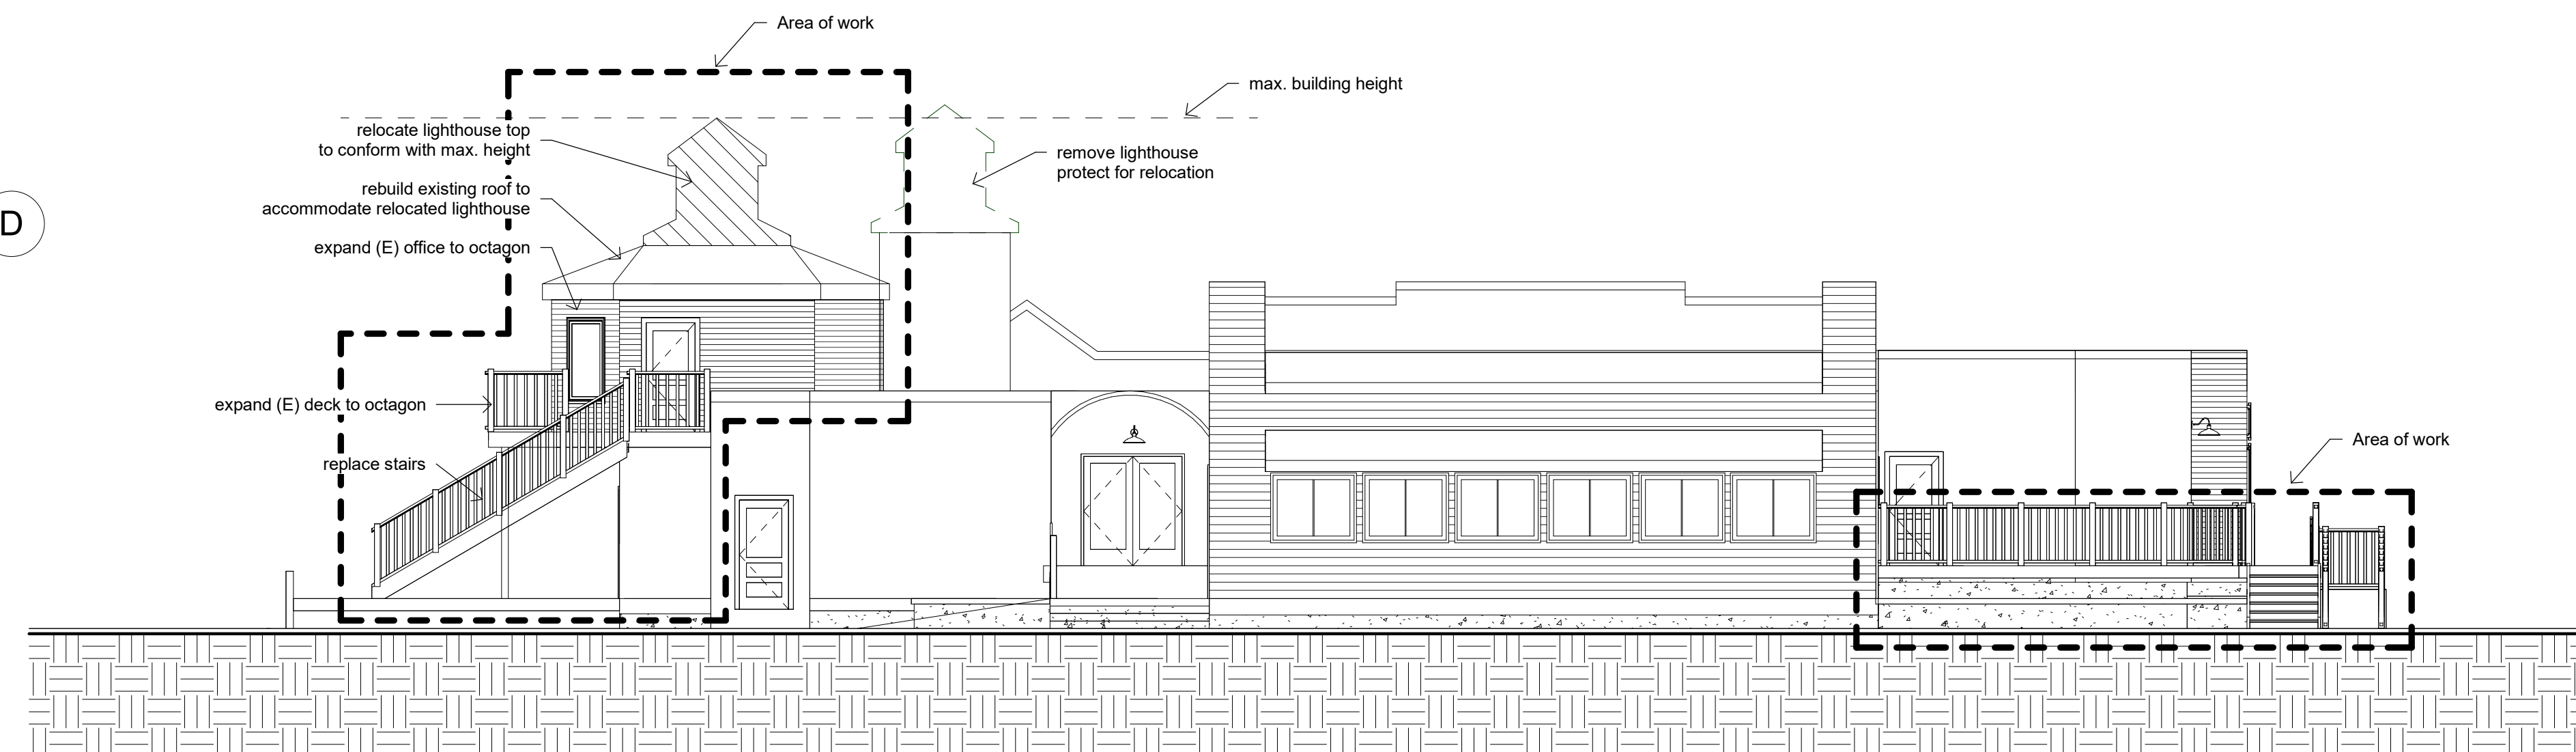 Area of work
max. building height
relocate lighthouse top
to conform with max. height
remove lighthouse
protect for relocation
rebuild existing roof to
accommodate relocated lighthouse
D
expand (E) office to octagon
expand (E) deck to octagon
Area of work
replace stairs